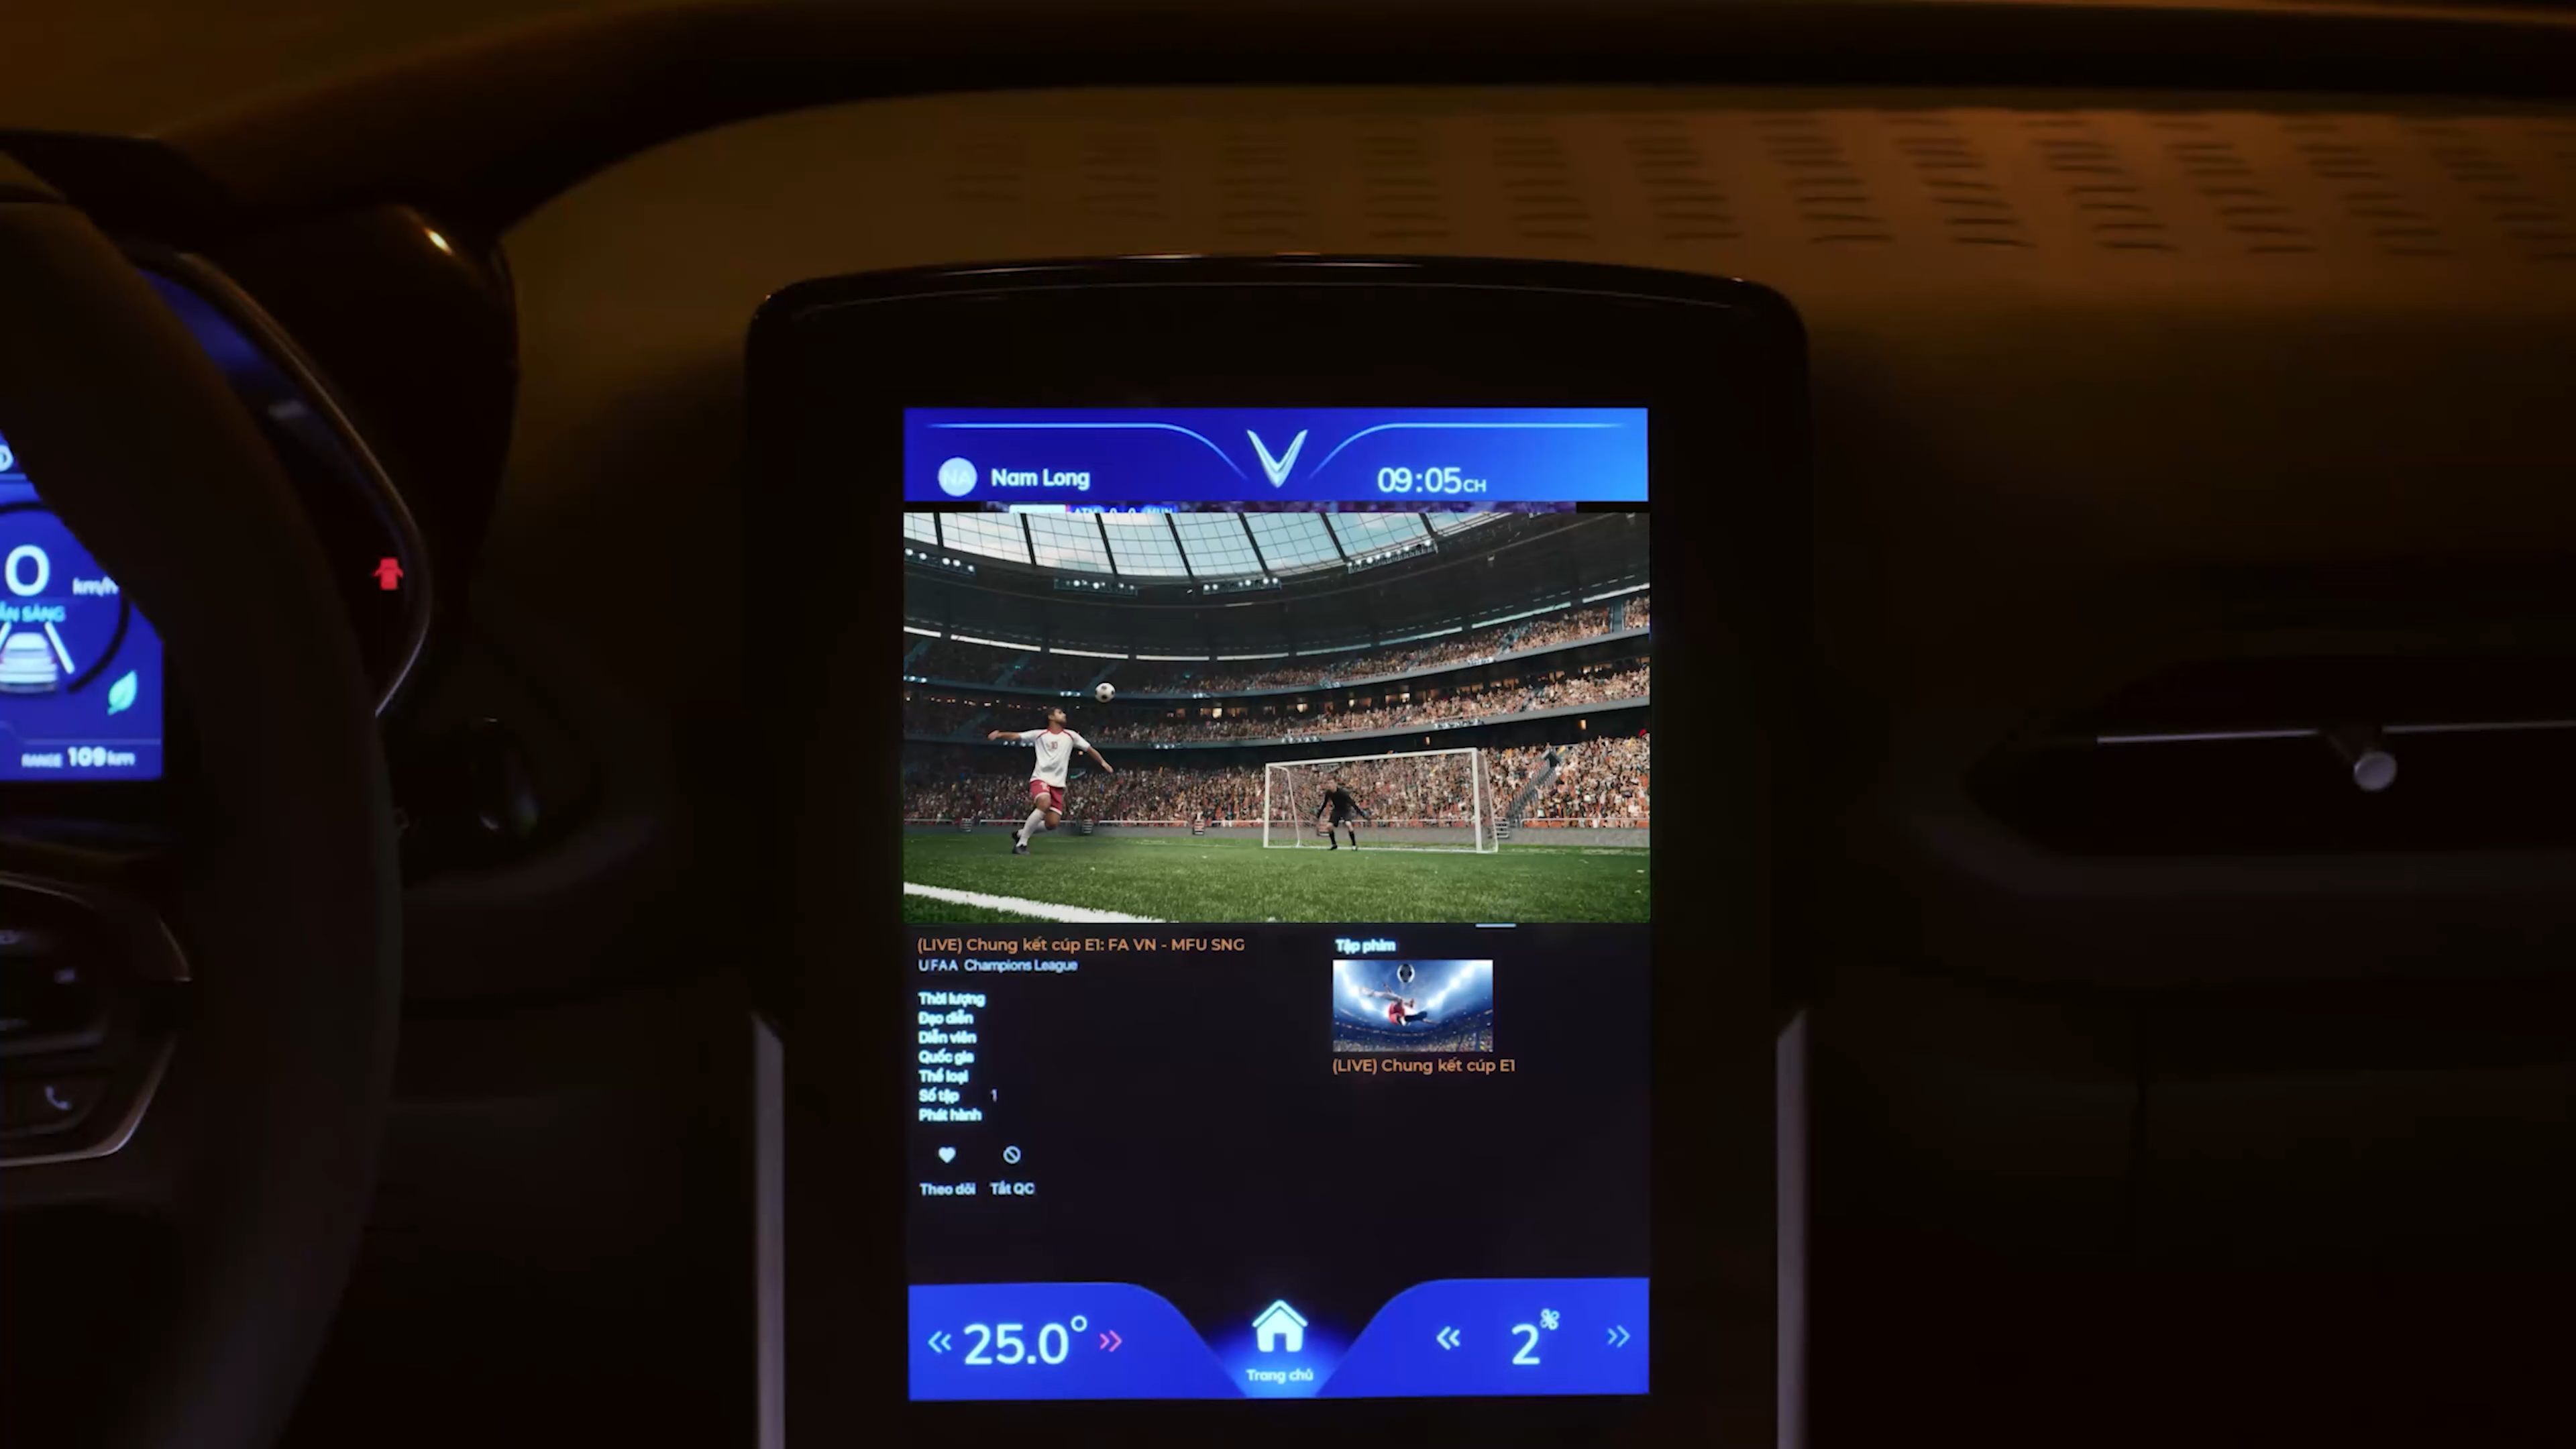 Nam Long
09:05CH
0
km/h
RANGE 109km
(LIVE) Chung kết cúp E1: FA VN - MFU SNG
UFAA Champions League
Thời lượng
Đạo diễn
Diễn viên
Quốc gia
Thể loại
Số tập 1
Phát hành
Theo dõi Tắt QC
Tập phim
(LIVE) Chung kết cúp E1
« 25.0° »
« 2 »
Trang chủ